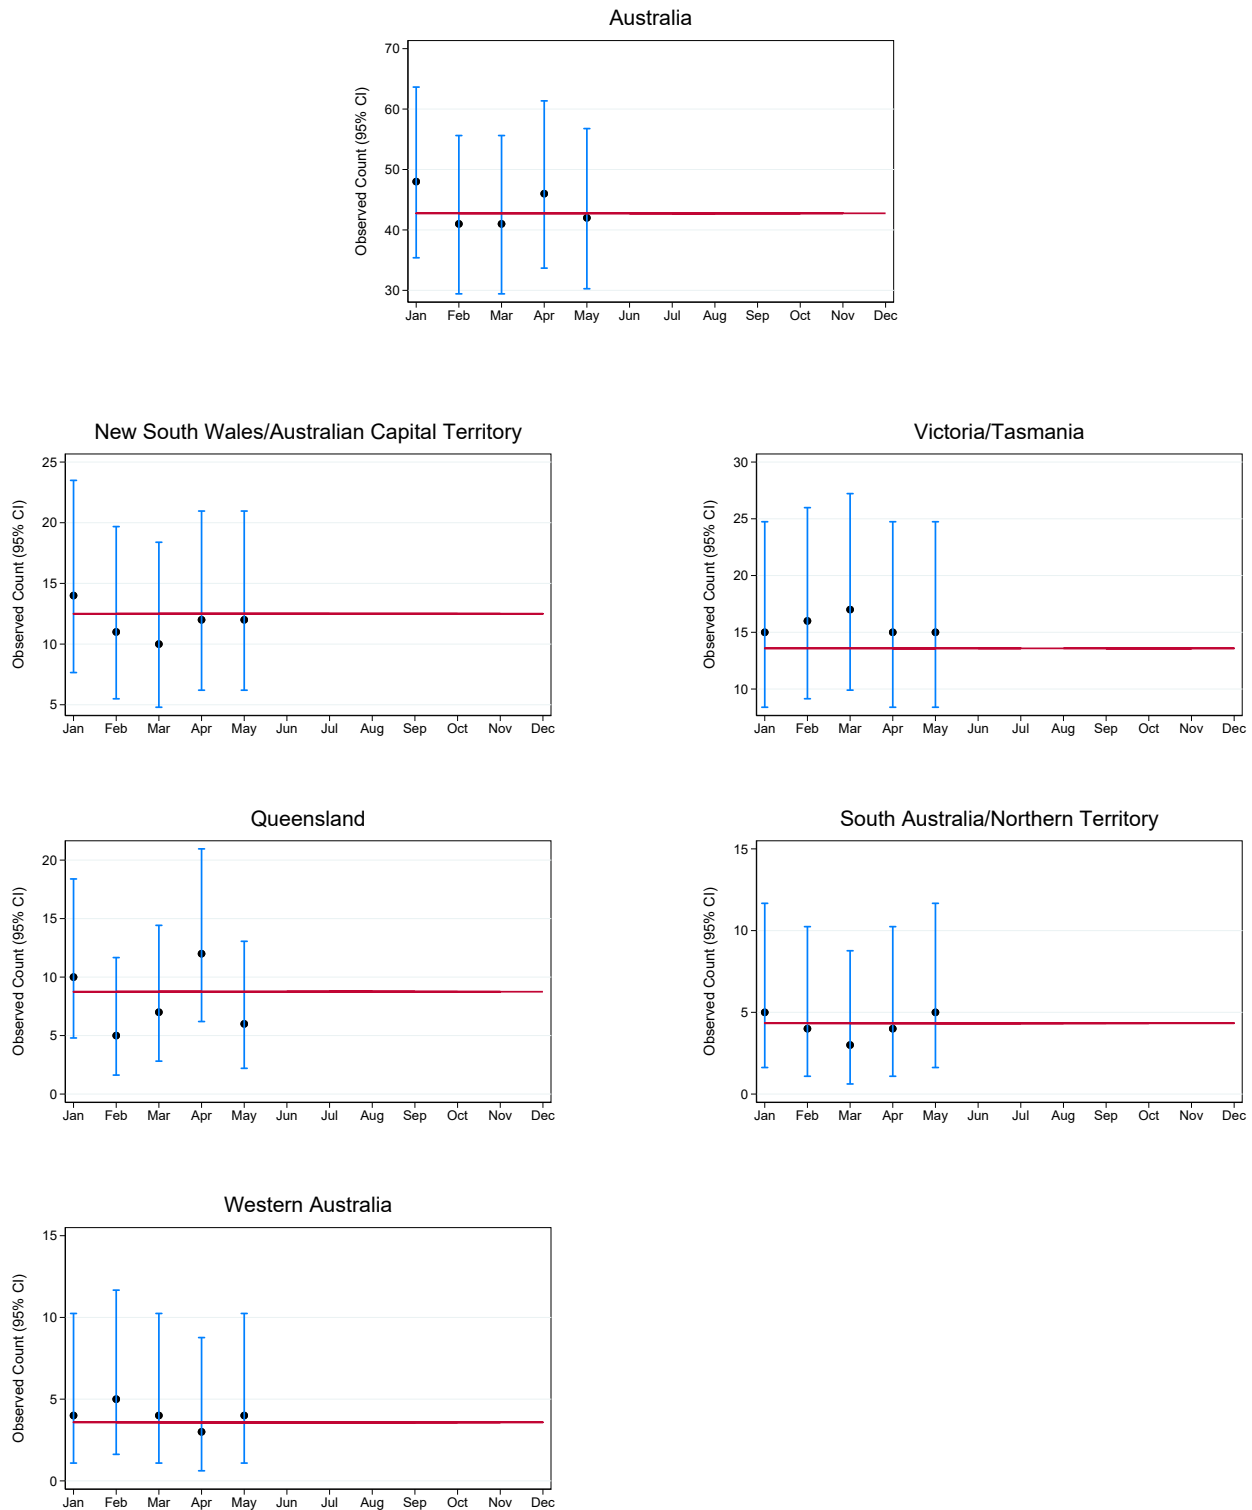 Australia
Observed Count (95% CI)
70
60
50
40
30
Jan Feb Mar Apr May Jun Jul Aug Sep Oct Nov Dec
New South Wales/Australian Capital Territory
Observed Count (95% CI)
25
20
15
10
5
Jan Feb Mar Apr May Jun Jul Aug Sep Oct Nov Dec
Victoria/Tasmania
Observed Count (95% CI)
30
25
20
15
10
Jan Feb Mar Apr May Jun Jul Aug Sep Oct Nov Dec
Queensland
Observed Count (95% CI)
20
15
10
5
0
Jan Feb Mar Apr May Jun Jul Aug Sep Oct Nov Dec
South Australia/Northern Territory
Observed Count (95% CI)
15
10
5
0
Jan Feb Mar Apr May Jun Jul Aug Sep Oct Nov Dec
Western Australia
Observed Count (95% CI)
15
10
5
0
Jan Feb Mar Apr May Jun Jul Aug Sep Oct Nov Dec